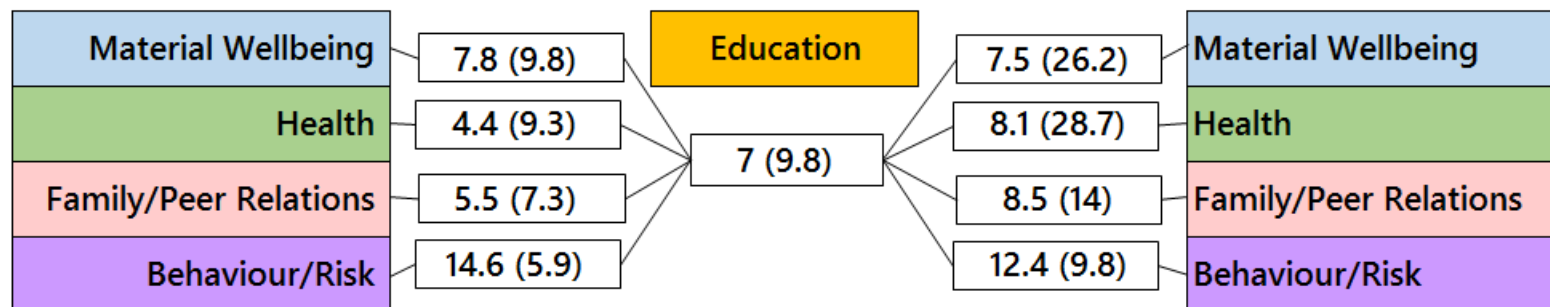 Material Wellbeing
7.8 (9.8)
Education
7.5 (26.2)
Material Wellbeing
Health
4.4 (9.3)
8.1 (28.7)
Health
7 (9.8)
Family/Peer Relations
5.5 (7.3)
8.5 (14)
Family/Peer Relations
Behaviour/Risk
14.6 (5.9)
12.4 (9.8)
Behaviour/Risk